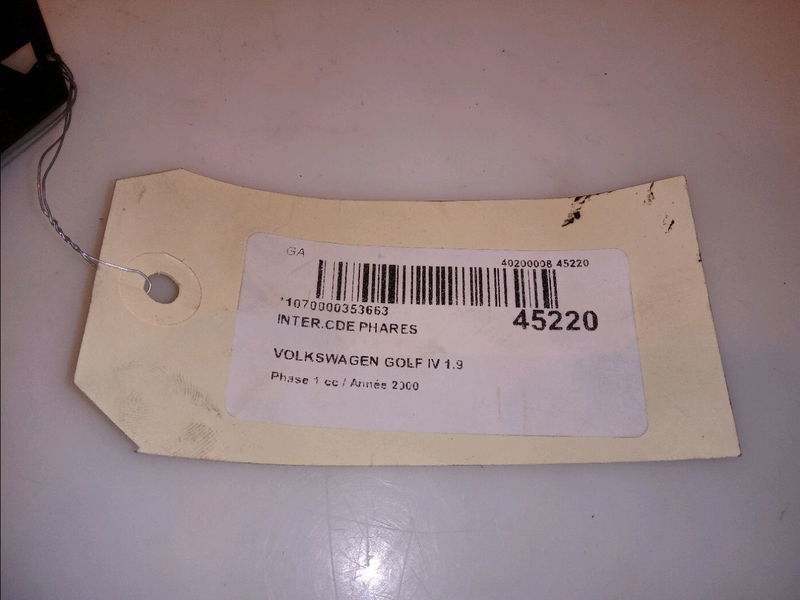 GA
40200008 45220
*1070000353663
45220
INTER.CDE PHARES
VOLKSWAGEN GOLF IV 1.9
Phase 1 cc / Année 2000